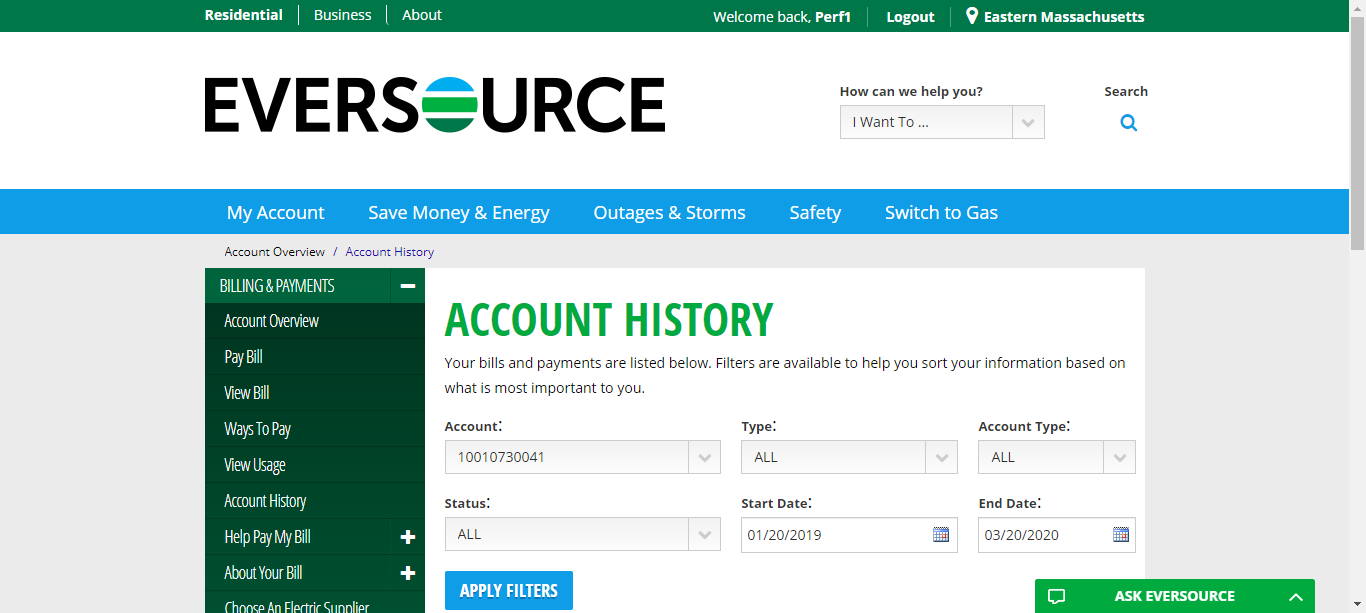 Residential Business About Welcome back, Perf1 Logout Eastern Massachusetts
EVERSOURCE
How can we help you?
I Want To ...
Search
My Account Save Money & Energy Outages & Storms Safety Switch to Gas
Account Overview / Account History
BILLING & PAYMENTS
Account Overview
Pay Bill
View Bill
Ways To Pay
View Usage
Account History
Help Pay My Bill
About Your Bill
Choose An Electric Supplier
ACCOUNT HISTORY
Your bills and payments are listed below. Filters are available to help you sort your information based on
what is most important to you.
Account: Type: Account Type:
10010730041 ALL ALL
Status: Start Date: End Date:
ALL 01/20/2019 03/20/2020
APPLY FILTERS
ASK EVERSOURCE